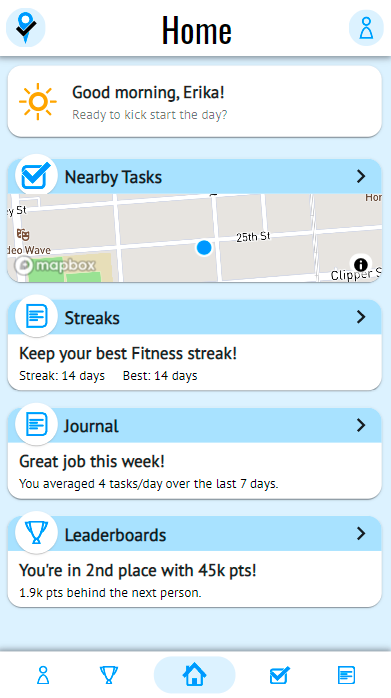 Home
Good morning, Erika!
Ready to kick start the day?
Nearby Tasks
ey St
Hor
deo Wave
25th St
mapbox
Clipper S
Streaks
Keep your best Fitness streak!
Streak: 14 days Best: 14 days
Journal
Great job this week!
You averaged 4 tasks/day over the last 7 days.
Leaderboards
You're in 2nd place with 45k pts!
1.9k pts behind the next person.